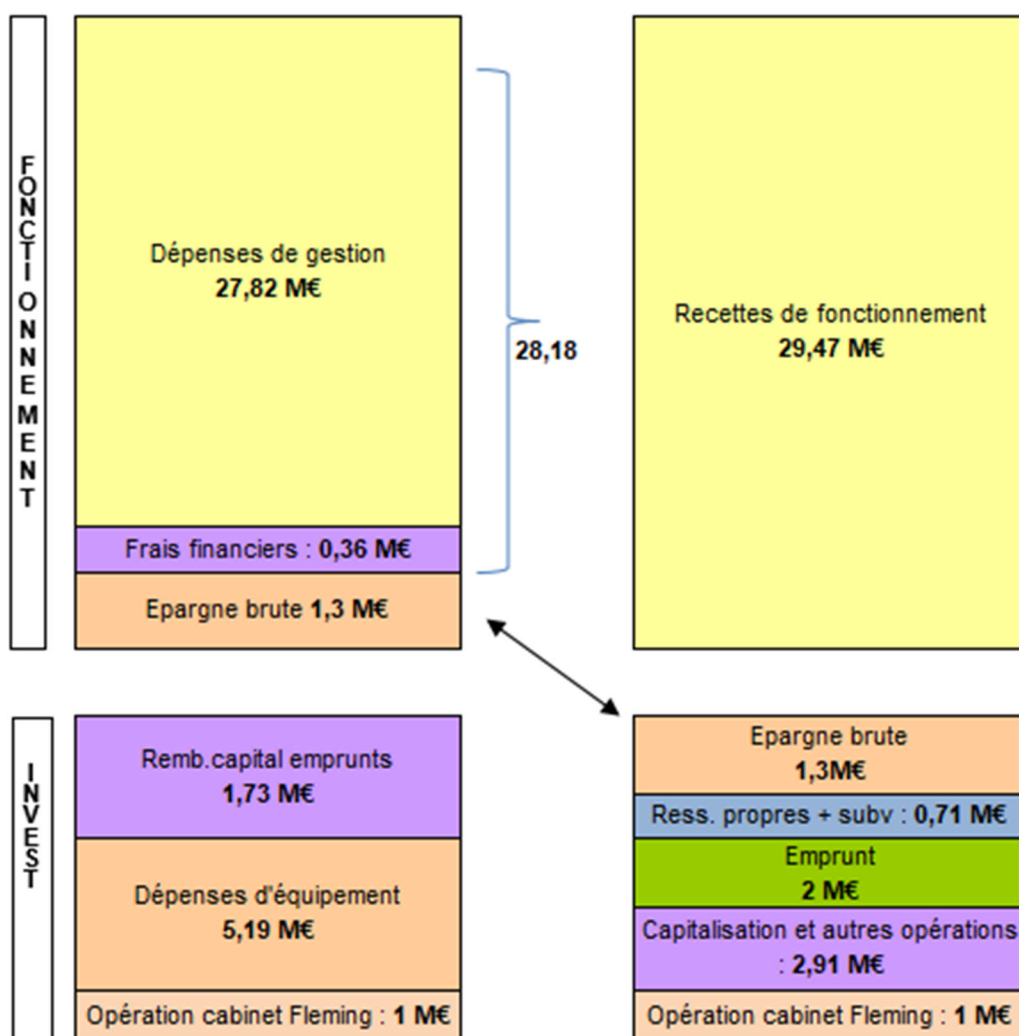 FONCTIONNEMENT
Dépenses de gestion
27,82 M€
28,18
Frais financiers : 0,36 M€
Epargne brute 1,3 M€
Recettes de fonctionnement
29,47 M€
INVEST
Remb.capital emprunts
1,73 M€
Dépenses d'équipement
5,19 M€
Opération cabinet Fleming : 1 M€
Epargne brute
1,3M€
Ress. propres + subv : 0,71 M€
Emprunt
2 M€
Capitalisation et autres opérations
: 2,91 M€
Opération cabinet Fleming : 1 M€